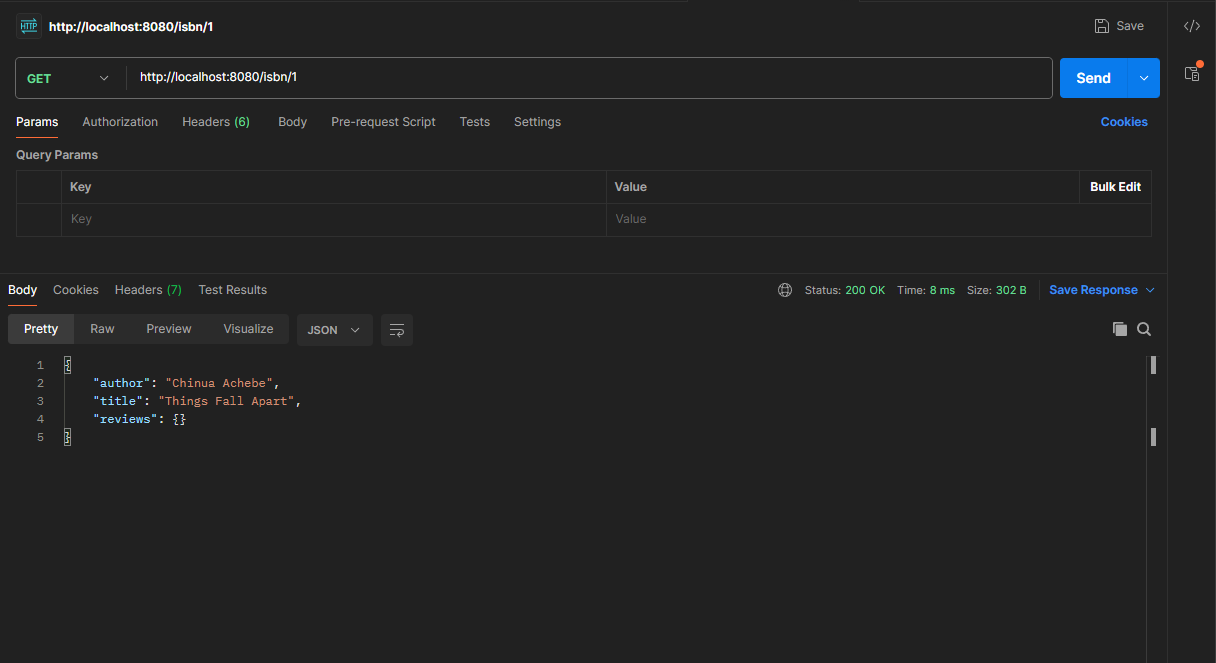 HTTP http://localhost:8080/isbn/1 Save
GET http://localhost:8080/isbn/1 Send
Params Authorization Headers (6) Body Pre-request Script Tests Settings Cookies
Query Params
Key Value Bulk Edit
Key Value
Body Cookies Headers (7) Test Results Status: 200 OK Time: 8 ms Size: 302 B Save Response
Pretty Raw Preview Visualize JSON
1 {
2 "author": "Chinua Achebe",
3 "title": "Things Fall Apart",
4 "reviews": {}
5 }